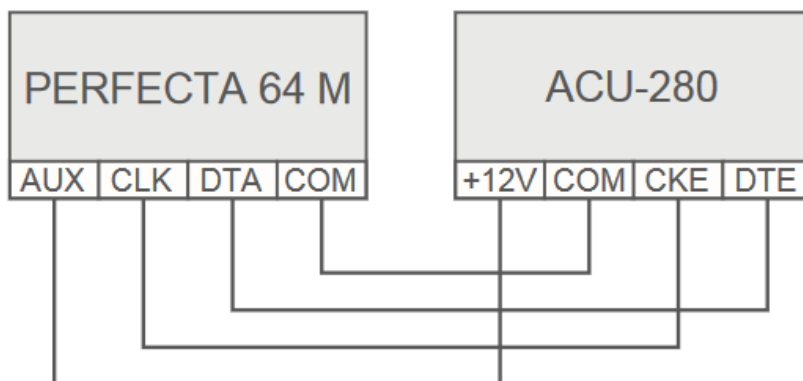 PERFECTA 64 M
ACU-280
AUX CLK DTA COM
+12V COM CKE DTE